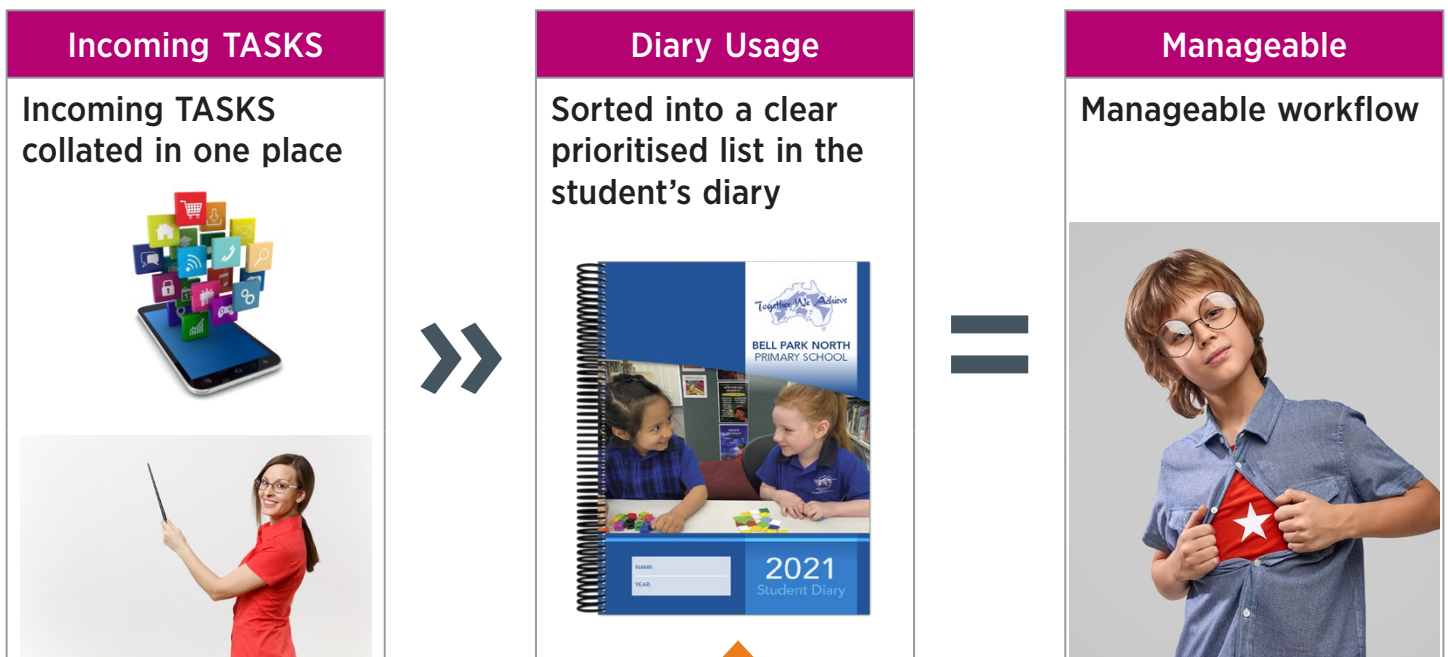 Incoming TASKS
Incoming TASKS
collated in one place
Diary Usage
Sorted into a clear
prioritised list in the
student’s diary
Together We Achieve
BELL PARK NORTH
PRIMARY SCHOOL
NAME:
YEAR:
2021
Student Diary
Manageable
Manageable workflow